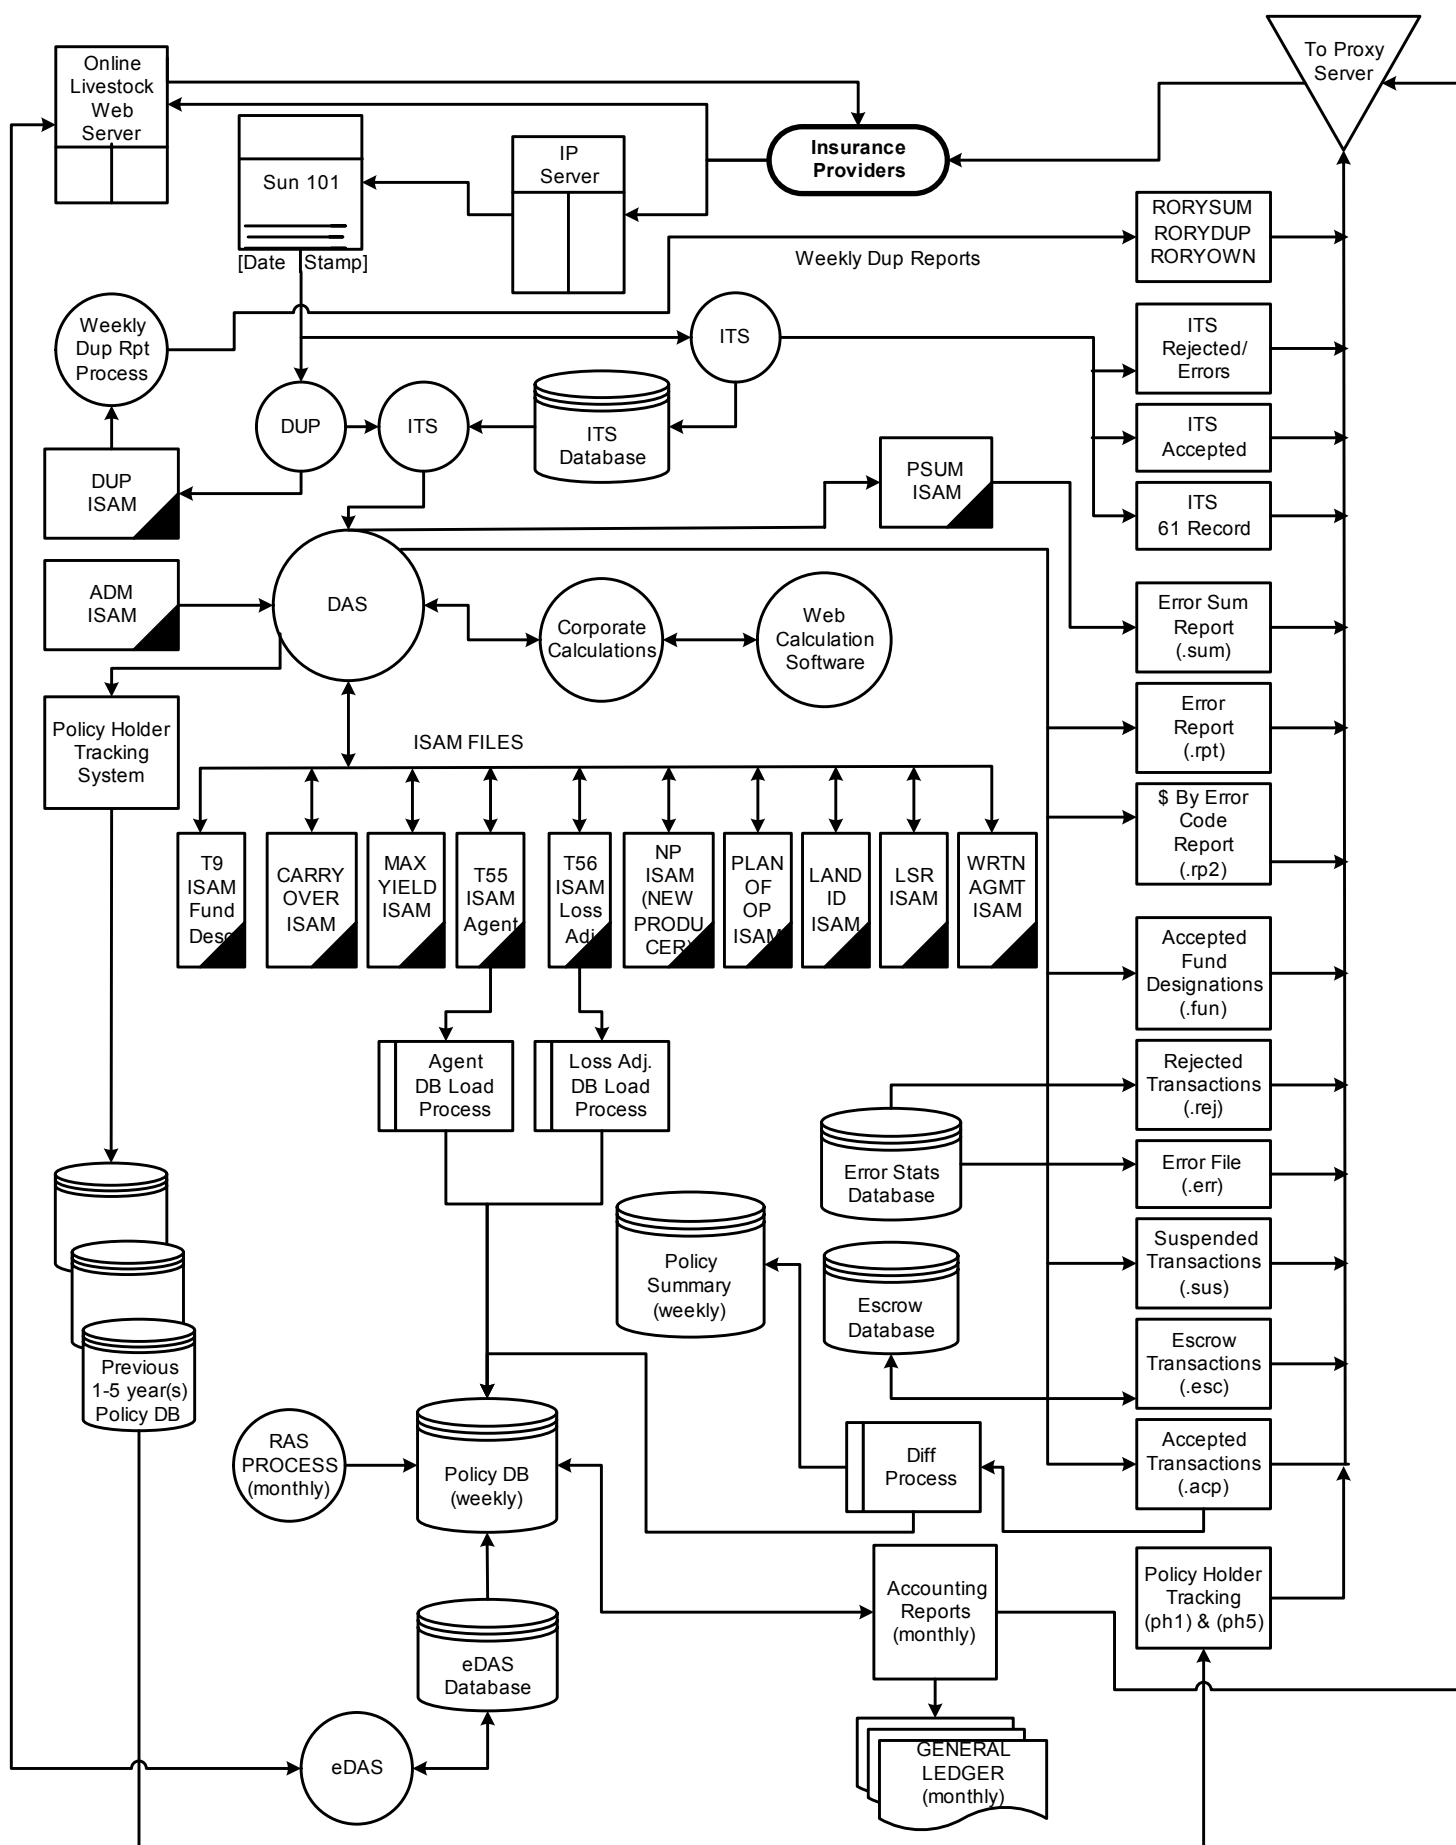 Online
Livestock
Web
Server
To Proxy
Server
Insurance
Providers
IP
Server
Sun 101
[Date Stamp]
Weekly Dup Reports
RORYSUM
RORYDUP
RORYOWN
Weekly
Dup Rpt
Process
ITS
ITS
Rejected/
Errors
DUP
ITS
ITS
Database
ITS
Accepted
DUP
ISAM
PSUM
ISAM
ITS
61 Record
ADM
ISAM
DAS
Corporate
Calculations
Web
Calculation
Software
Error Sum
Report
(.sum)
Policy Holder
Tracking
System
ISAM FILES
Error
Report
(.rpt)
$ By Error
Code
Report
(.rp2)
T9
ISAM
Fund
Desg
CARRY
OVER
ISAM
MAX
YIELD
ISAM
T55
ISAM
Agent
T56
ISAM
Loss
Adj
NP
ISAM
(NEW
PRODU
CER)
PLAN
OF
OP
ISAM
LAND
ID
ISAM
LSR
ISAM
WRTN
AGMT
ISAM
Accepted
Fund
Designations
(.fun)
Agent
DB Load
Process
Loss Adj.
DB Load
Process
Rejected
Transactions
(.rej)
Error Stats
Database
Error File
(.err)
Policy
Summary
(weekly)
Suspended
Transactions
(.sus)
Escrow
Database
Escrow
Transactions
(.esc)
Previous
1-5 year(s)
Policy DB
RAS
PROCESS
(monthly)
Policy DB
(weekly)
Diff
Process
Accepted
Transactions
(.acp)
Accounting
Reports
(monthly)
Policy Holder
Tracking
(ph1) & (ph5)
eDAS
Database
eDAS
GENERAL
LEDGER
(monthly)